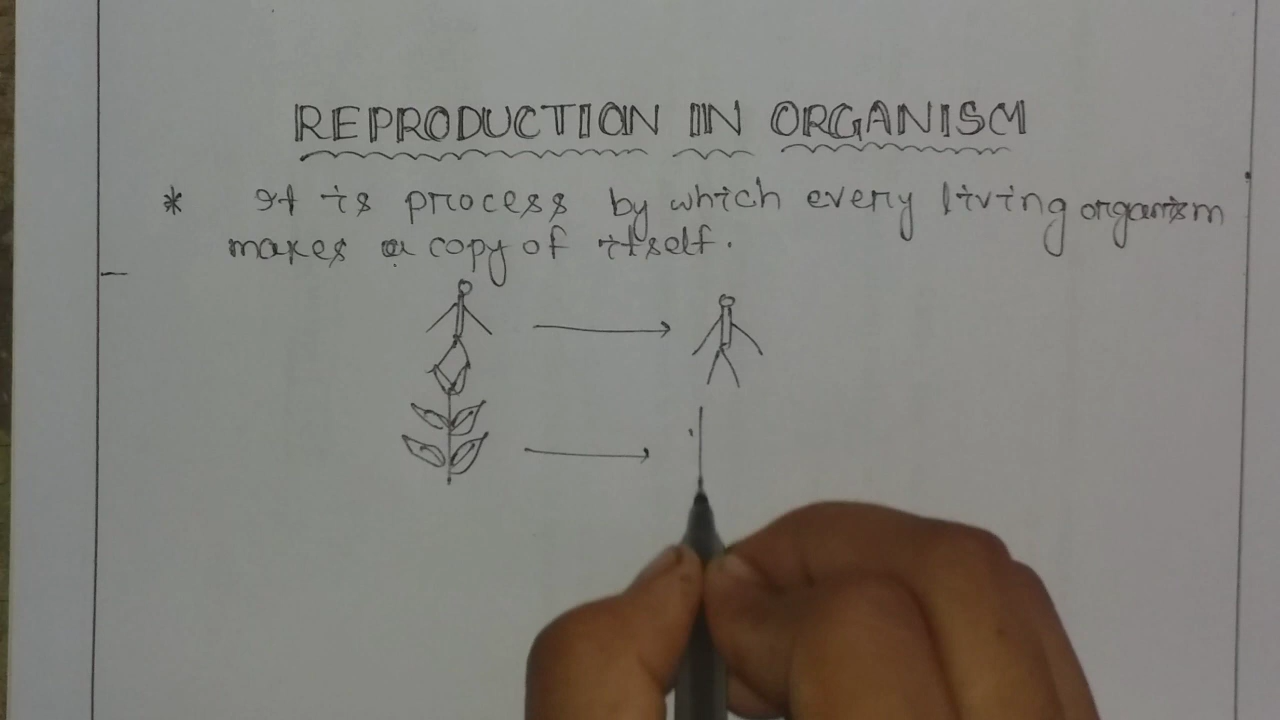 REPRODUCTION IN ORGANISM
* It is process by which every living organism
makes a copy of itself.